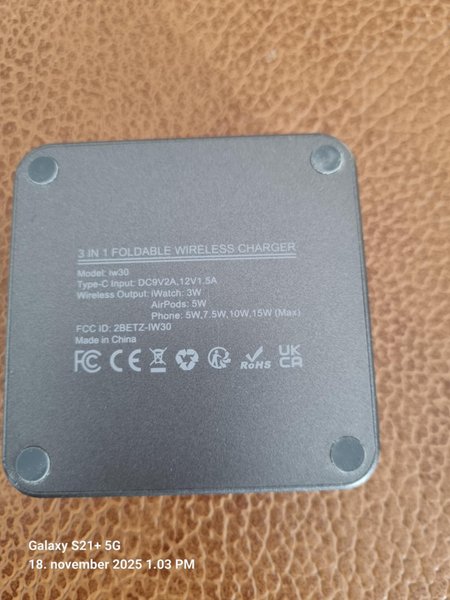 3 IN 1 FOLDABLE WIRELESS CHARGER
Model: iw30
Type-C Input: DC9V2A,12V1.5A
Wireless Output: iWatch: 3W
AirPods: 5W
Phone: 5W,7.5W,10W,15W (Max)
FCC ID: 2BETZ-IW30
Made in China
FC CE RoHS UK CA
Galaxy S21+ 5G
18. november 2025 1.03 PM